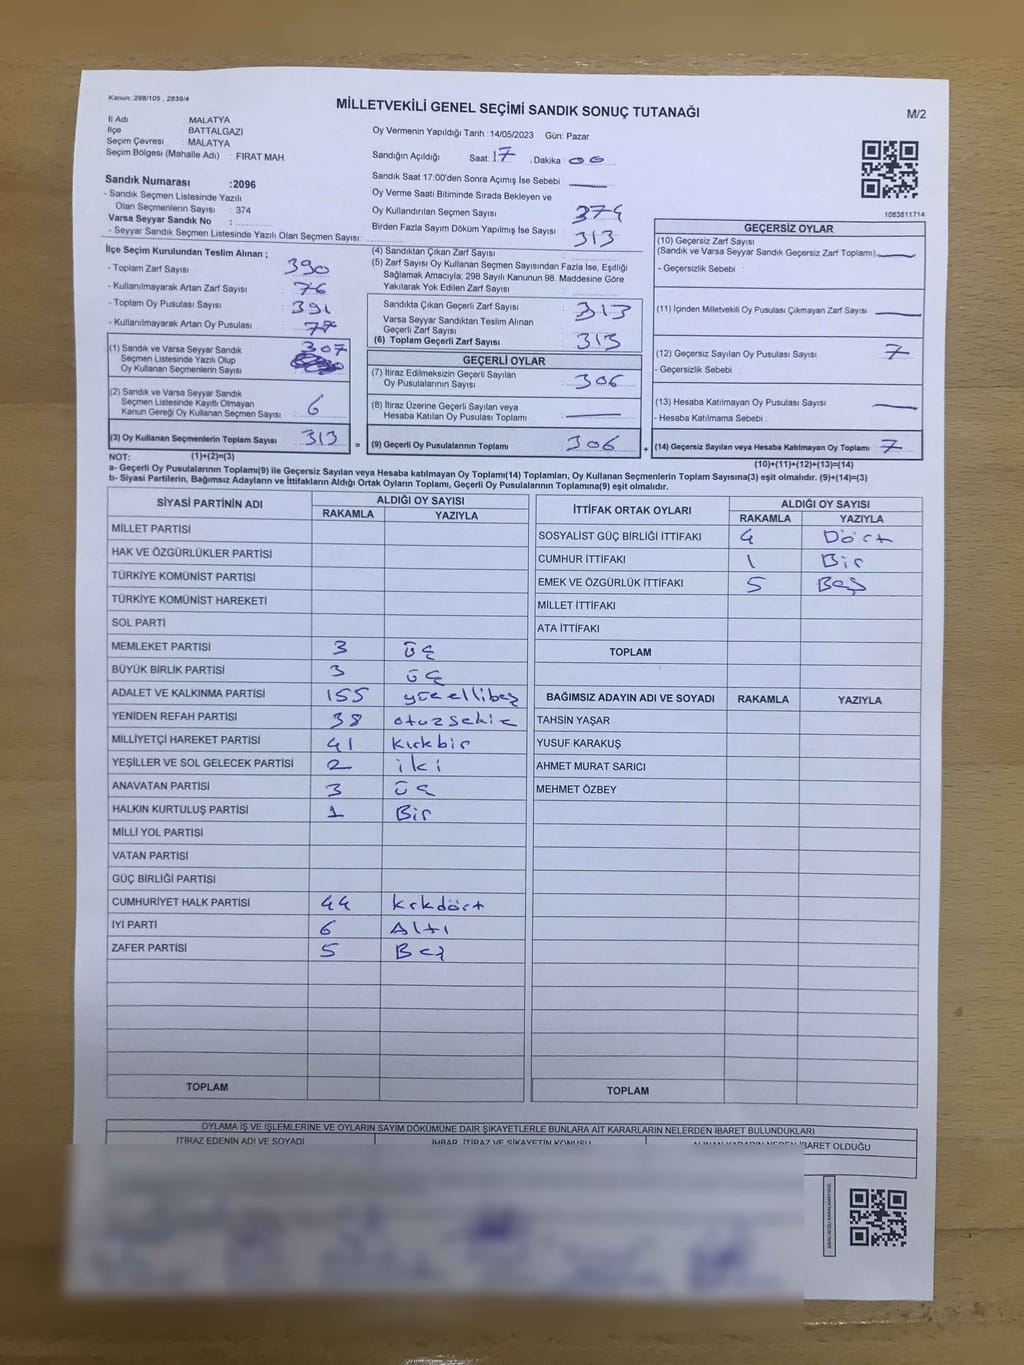 Kanun: 298/105 , 2839/4
MİLLETVEKİLİ GENEL SEÇİMİ SANDIK SONUÇ TUTANAĞI
M/2
İl Adı : MALATYA
İlçe : BATTALGAZİ
Seçim Çevresi : MALATYA
Seçim Bölgesi (Mahalle Adı) : FIRAT MAH.
Oy Vermenin Yapıldığı Tarih : 14/05/2023 Gün: Pazar
Sandığın Açıldığı Saat: 17 , Dakika : 00
Sandık Saat 17:00'den Sonra Açımış İse Sebebi :
Oy Verme Saati Bitiminde Sırada Bekleyen ve
Oy Kullandırılan Seçmen Sayısı : 374
Birden Fazla Sayım Döküm Yapılmış İse Sayısı : 313
Sandık Numarası :2096
- Sandık Seçmen Listesinde Yazılı
Olan Seçmenlerin Sayısı : 374
Varsa Seyyar Sandık No :
- Seyyar Sandık Seçmen Listesinde Yazılı Olan Seçmen Sayısı:
1083811714
İlçe Seçim Kurulundan Teslim Alınan ;
- Toplam Zarf Sayısı : 390
- Kullanılmayarak Artan Zarf Sayısı : 76
- Toplam Oy Pusulası Sayısı : 391
- Kullanılmayarak Artan Oy Pusulası : 77
(1) Sandık ve Varsa Seyyar Sandık
Seçmen Listesinde Yazılı Olup
Oy Kullanan Seçmenlerin Sayısı : 307
(2) Sandık ve Varsa Seyyar Sandık
Seçmen Listesinde Kayıtlı Olmayan
Kanun Gereği Oy Kullanan Seçmen Sayısı : 6
(3) Oy Kullanan Seçmenlerin Toplam Sayısı : 313
(4) Sandıktan Çıkan Zarf Sayısı :
(5) Zarf Sayısı Oy Kullanan Seçmen Sayısından Fazla İse, Eşitliği
Sağlamak Amacıyla; 298 Sayılı Kanunun 98. Maddesine Göre
Yakılarak Yok Edilen Zarf Sayısı :
Sandıkta Çıkan Geçerli Zarf Sayısı : 313
Varsa Seyyar Sandıktan Teslim Alınan
Geçerli Zarf Sayısı
(6) Toplam Geçerli Zarf Sayısı : 313
GEÇERLİ OYLAR
(7) İtiraz Edilmeksizin Geçerli Sayılan
Oy Pusulalarının Sayısı : 306
(8) İtiraz Üzerine Geçerli Sayılan veya
Hesaba Katılan Oy Pusulası Toplamı :
= (9) Geçerli Oy Pusulalarının Toplamı : 306
GEÇERSİZ OYLAR
(10) Geçersiz Zarf Sayısı
(Sandık ve Varsa Seyyar Sandık Geçersiz Zarf Toplamı) :
- Geçersizlik Sebebi :
(11) İçinden Milletvekili Oy Pusulası Çıkmayan Zarf Sayısı :
(12) Geçersiz Sayılan Oy Pusulası Sayısı : 7
- Geçersizlik Sebebi :
(13) Hesaba Katılmayan Oy Pusulası Sayısı :
- Hesaba Katılmama Sebebi :
+ (14) Geçersiz Sayılan veya Hesaba Katılmayan Oy Toplamı : 7
NOT: (1)+(2)=(3)
(10)+(11)+(12)+(13)=(14)
a- Geçerli Oy Pusulalarının Toplamı(9) ile Geçersiz Sayılan veya Hesaba katılmayan Oy Toplamı(14) Toplamları, Oy Kullanan Seçmenlerin Toplam Sayısına(3) eşit olmalıdır. (9)+(14)=(3)
b- Siyasi Partilerin, Bağımsız Adayların ve İttifakların Aldığı Ortak Oyların Toplamı, Geçerli Oy Pusulalarının Toplamına(9) eşit olmalıdır.
SİYASİ PARTİNİN ADI ALDIĞI OY SAYISI
RAKAMLA YAZIYLA
MİLLET PARTİSİ
HAK VE ÖZGÜRLÜKLER PARTİSİ
TÜRKİYE KOMÜNİST PARTİSİ
TÜRKİYE KOMÜNİST HAREKETİ
SOL PARTİ
MEMLEKET PARTİSİ 3 üç
BÜYÜK BİRLİK PARTİSİ 3 üç
ADALET VE KALKINMA PARTİSİ 155 yüzellibeş
YENİDEN REFAH PARTİSİ 38 otuzsekiz
MİLLİYETÇİ HAREKET PARTİSİ 41 kırkbir
YEŞİLLER VE SOL GELECEK PARTİSİ 2 iki
ANAVATAN PARTİSİ 3 üç
HALKIN KURTULUŞ PARTİSİ 1 Bir
MİLLİ YOL PARTİSİ
VATAN PARTİSİ
GÜÇ BİRLİĞİ PARTİSİ
CUMHURİYET HALK PARTİSİ 44 kıkdört
İYİ PARTİ 6 Altı
ZAFER PARTİSİ 5 Beş
TOPLAM
İTTİFAK ORTAK OYLARI ALDIĞI OY SAYISI
RAKAMLA YAZIYLA
SOSYALİST GÜÇ BİRLİĞİ İTTİFAKI 4 Dört
CUMHUR İTTİFAKI 1 Bir
EMEK VE ÖZGÜRLÜK İTTİFAKI 5 Beş
MİLLET İTTİFAKI
ATA İTTİFAKI
TOPLAM
BAĞIMSIZ ADAYIN ADI VE SOYADI RAKAMLA YAZIYLA
TAHSİN YAŞAR
YUSUF KARAKUŞ
AHMET MURAT SARICI
MEHMET ÖZBEY
TOPLAM
OYLAMA İŞ VE İŞLEMLERİNE VE OYLARIN SAYIM DÖKÜMÜNE DAİR ŞİKAYETLERLE BUNLARA AİT KARARLARIN NELERDEN İBARET BULUNDUKLARI
İTİRAZ EDENİN ADI VE SOYADI İHBAR, İTİRAZ VE ŞİKAYETİN KONUSU ALINAN KARARIN NEDEN İBARET OLDUĞU